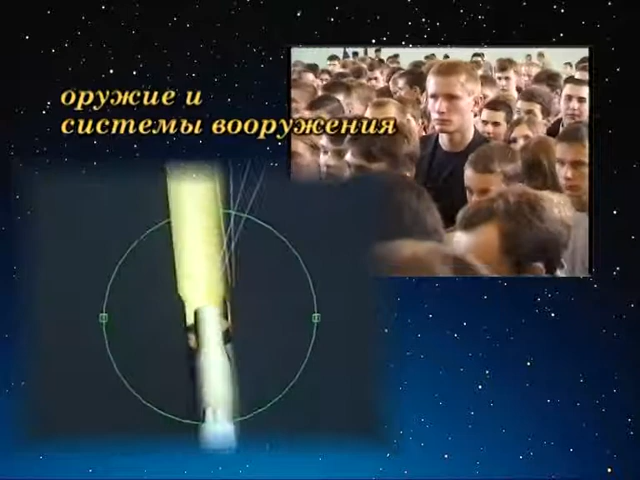 оружие и
системы вооружения